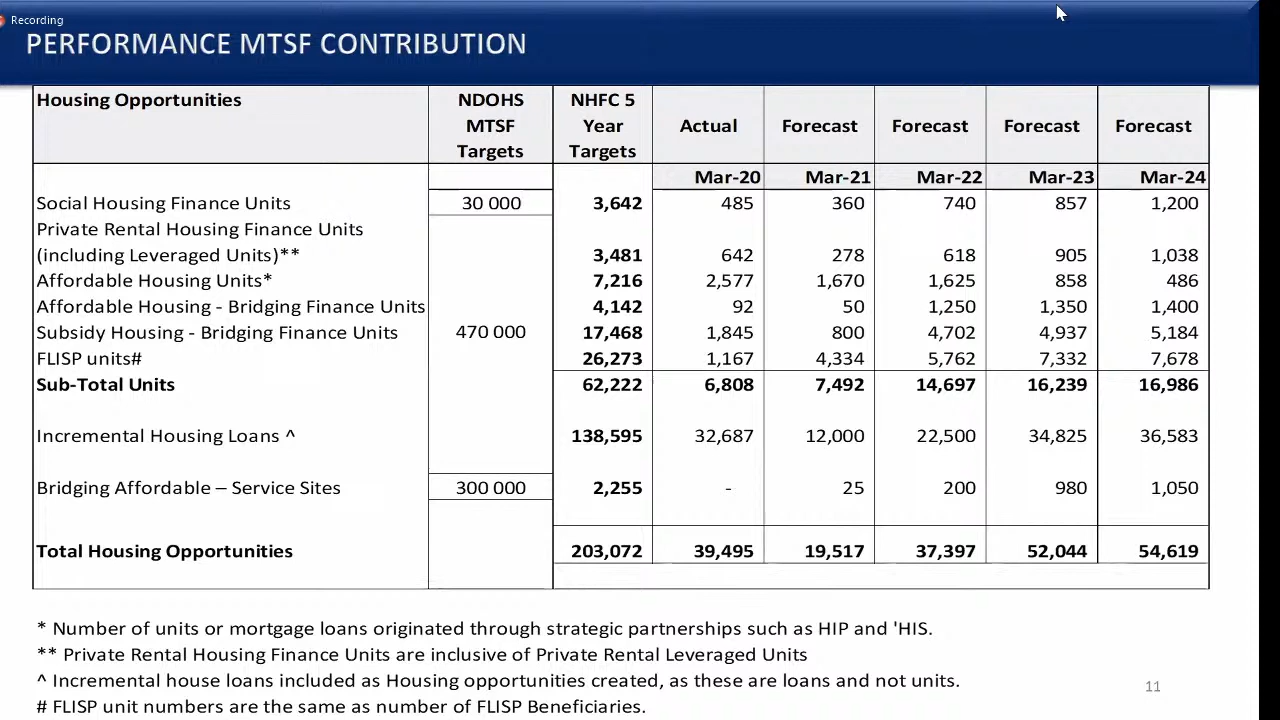 Recording
PERFORMANCE MTSF CONTRIBUTION
Housing Opportunities NDOHS MTSF Targets NHFC 5 Year Targets Actual Forecast Forecast Forecast Forecast
Mar-20 Mar-21 Mar-22 Mar-23 Mar-24
Social Housing Finance Units 30 000 3,642 485 360 740 857 1,200
Private Rental Housing Finance Units
(including Leveraged Units)** 3,481 642 278 618 905 1,038
Affordable Housing Units* 7,216 2,577 1,670 1,625 858 486
Affordable Housing - Bridging Finance Units 4,142 92 50 1,250 1,350 1,400
Subsidy Housing - Bridging Finance Units 470 000 17,468 1,845 800 4,702 4,937 5,184
FLISP units# 26,273 1,167 4,334 5,762 7,332 7,678
Sub-Total Units 62,222 6,808 7,492 14,697 16,239 16,986
Incremental Housing Loans ^ 138,595 32,687 12,000 22,500 34,825 36,583
Bridging Affordable – Service Sites 300 000 2,255 - 25 200 980 1,050
Total Housing Opportunities 203,072 39,495 19,517 37,397 52,044 54,619
* Number of units or mortgage loans originated through strategic partnerships such as HIP and 'HIS.
** Private Rental Housing Finance Units are inclusive of Private Rental Leveraged Units
^ Incremental house loans included as Housing opportunities created, as these are loans and not units.
11
# FLISP unit numbers are the same as number of FLISP Beneficiaries.